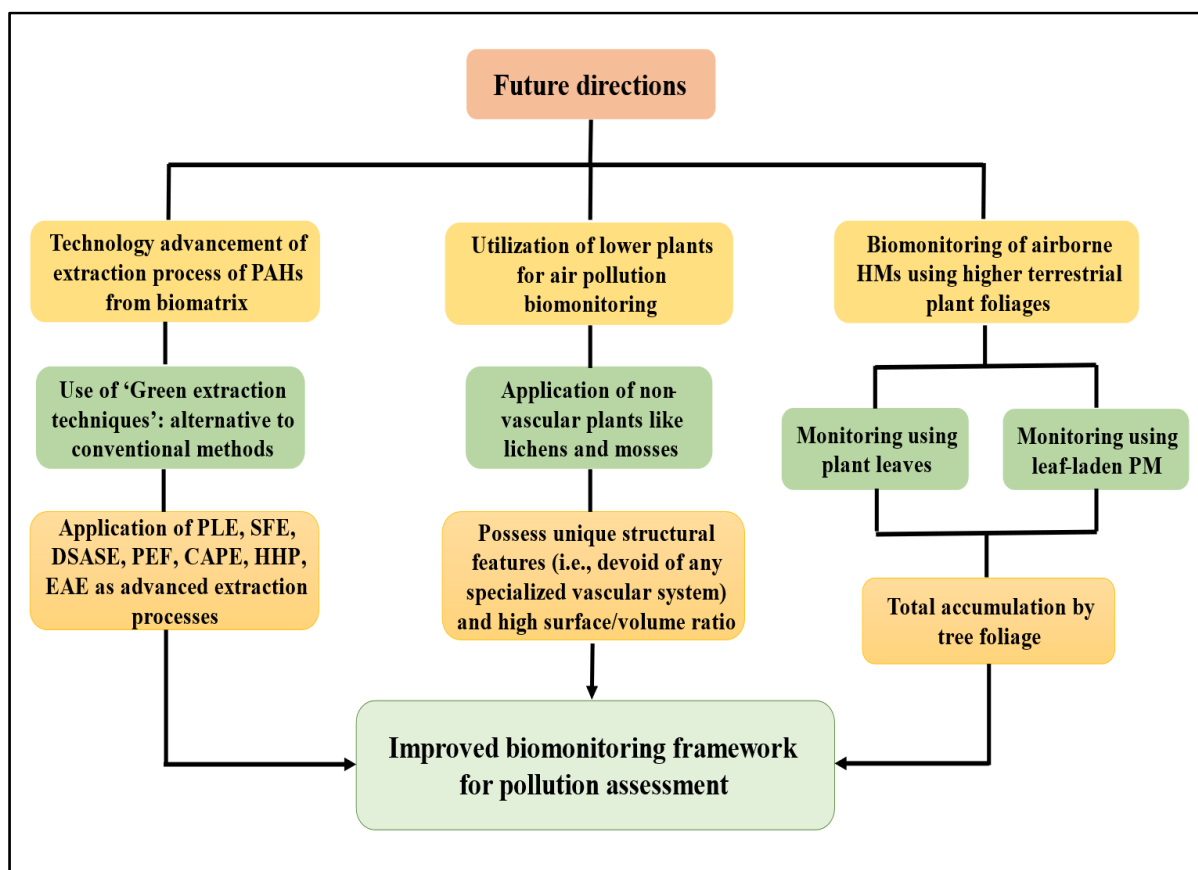 Future directions
Technology advancement of
extraction process of PAHs
from biomatrix
Use of ‘Green extraction
techniques’: alternative to
conventional methods
Application of PLE, SFE,
DSASE, PEF, CAPE, HHP,
EAE as advanced extraction
processes
Utilization of lower plants
for air pollution
biomonitoring
Application of non-
vascular plants like
lichens and mosses
Possess unique structural
features (i.e., devoid of any
specialized vascular system)
and high surface/volume ratio
Biomonitoring of airborne
HMs using higher terrestrial
plant foliages
Monitoring using
plant leaves
Monitoring using
leaf-laden PM
Total accumulation by
tree foliage
Improved biomonitoring framework
for pollution assessment